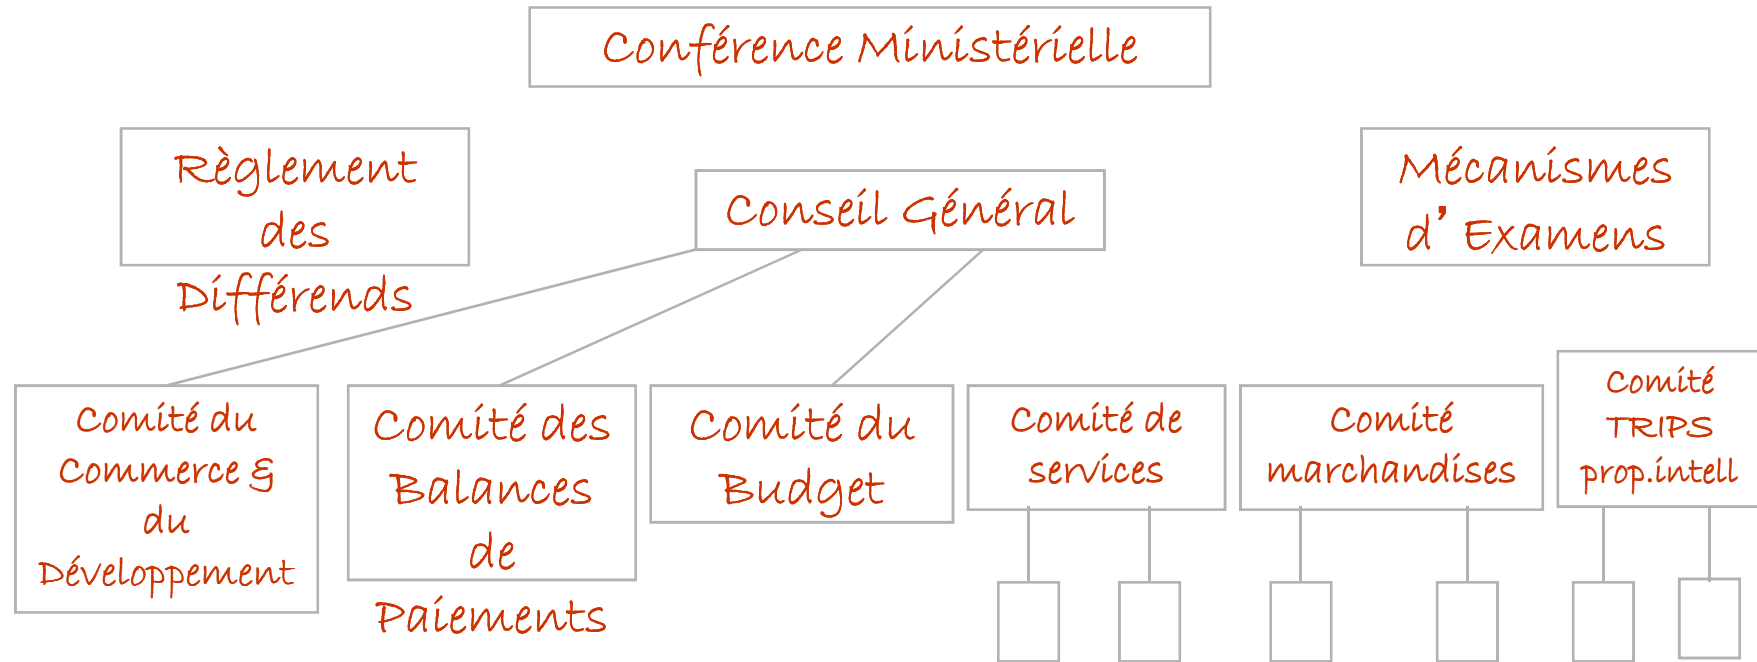 Conférence Ministérielle
Règlement
des
Différends
Conseil Général
Mécanismes
d’ Examens
Comité du
Commerce &
du
Développement
Comité des
Balances
de
Paiements
Comité du
Budget
Comité de
services
Comité
marchandises
Comité
TRIPS
prop.intell